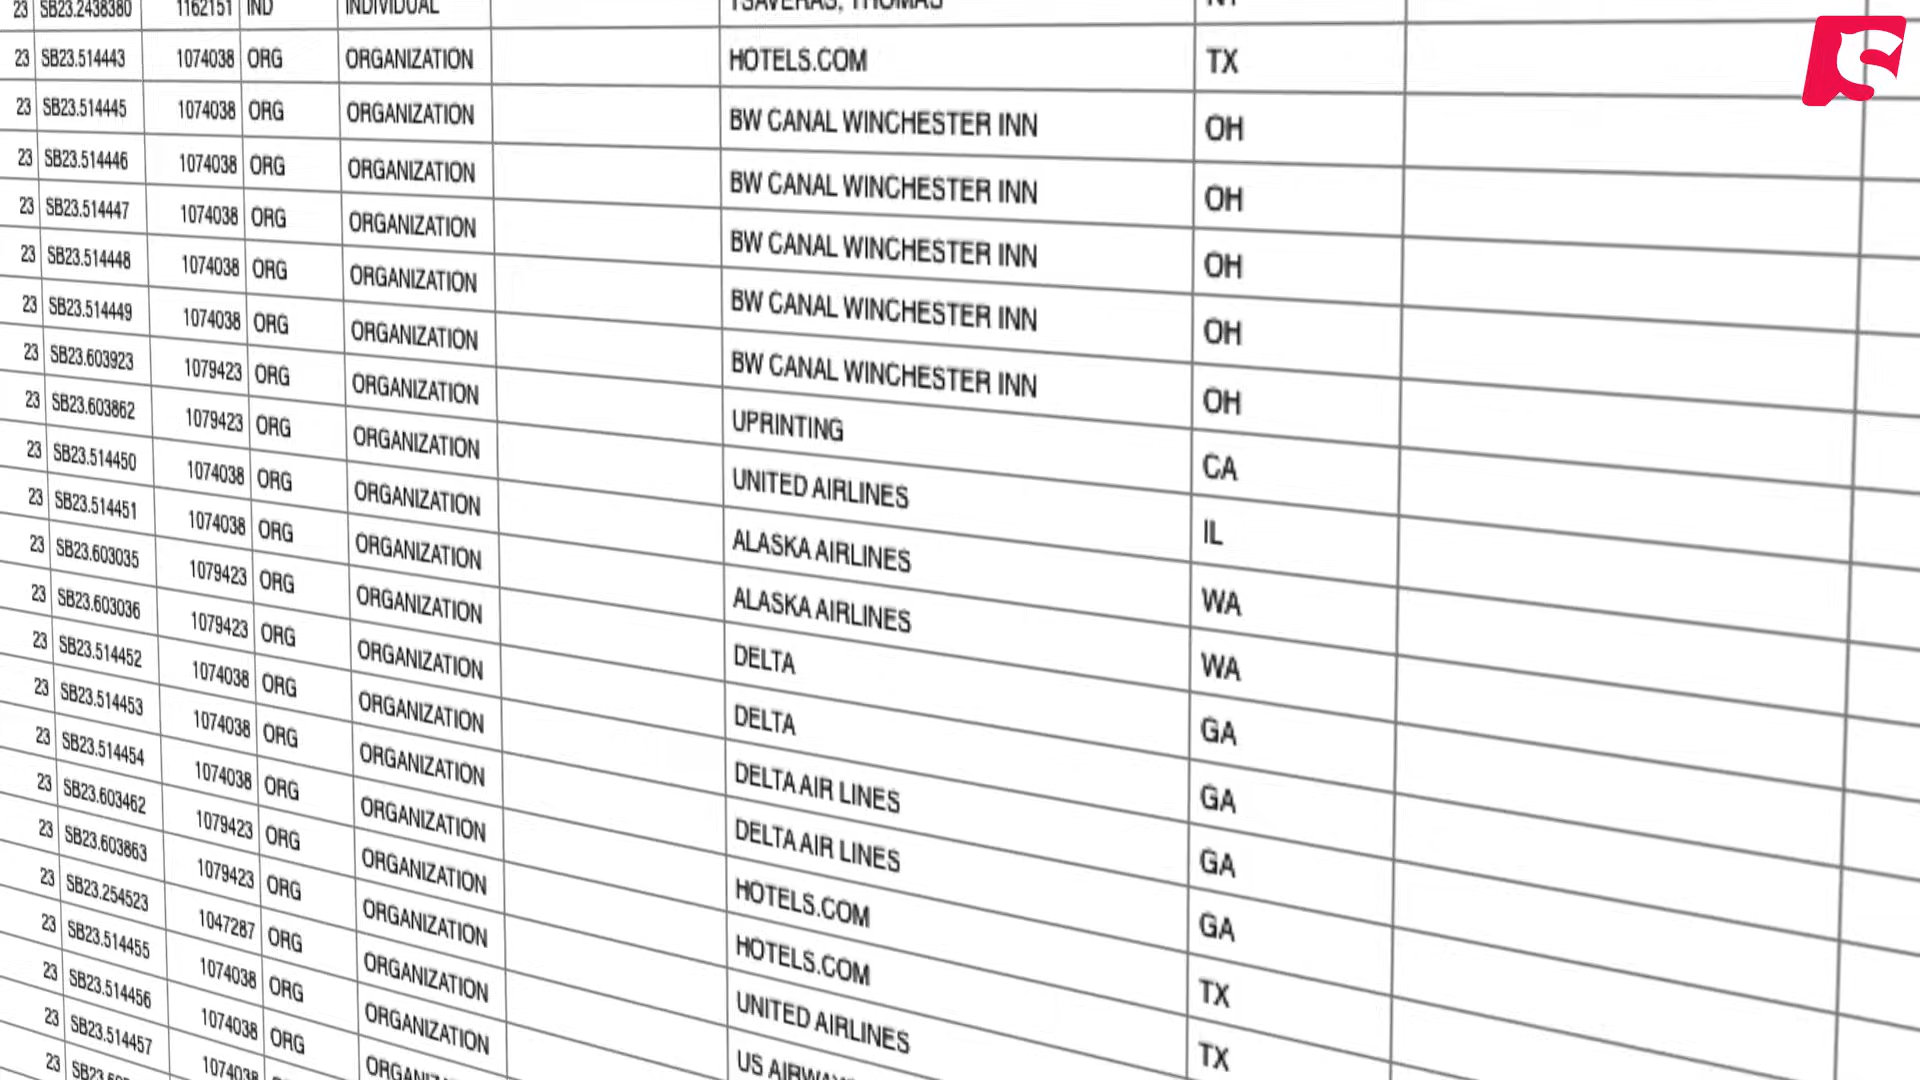 23 SB23.2438380 1162151 IND INDIVIDUAL
23 SB23.514443 1074038 ORG ORGANIZATION HOTELS.COM TX
23 SB23.514445 1074038 ORG ORGANIZATION BW CANAL WINCHESTER INN OH
23 SB23.514446 1074038 ORG ORGANIZATION BW CANAL WINCHESTER INN OH
23 SB23.514447 1074038 ORG ORGANIZATION BW CANAL WINCHESTER INN OH
23 SB23.514448 1074038 ORG ORGANIZATION BW CANAL WINCHESTER INN OH
23 SB23.514449 1074038 ORG ORGANIZATION BW CANAL WINCHESTER INN OH
23 SB23.603923 1079423 ORG ORGANIZATION UPRINTING CA
23 SB23.603862 1079423 ORG ORGANIZATION UNITED AIRLINES IL
23 SB23.514450 1074038 ORG ORGANIZATION ALASKA AIRLINES WA
23 SB23.514451 1074038 ORG ORGANIZATION ALASKA AIRLINES WA
23 SB23.603035 1079423 ORG ORGANIZATION DELTA GA
23 SB23.603036 1079423 ORG ORGANIZATION DELTA GA
23 SB23.514452 1074038 ORG ORGANIZATION DELTA AIR LINES GA
23 SB23.514453 1074038 ORG ORGANIZATION DELTA AIR LINES GA
23 SB23.514454 1074038 ORG ORGANIZATION HOTELS.COM TX
23 SB23.603462 1079423 ORG ORGANIZATION HOTELS.COM TX
23 SB23.603863 1079423 ORG ORGANIZATION UNITED AIRLINES
23 SB23.254523 1047287 ORG ORGANIZATION US
23 SB23.514455 1074038 ORG ORGANIZATION
23 SB23.514456 1074038 ORG
23 SB23.514457 1074038
23